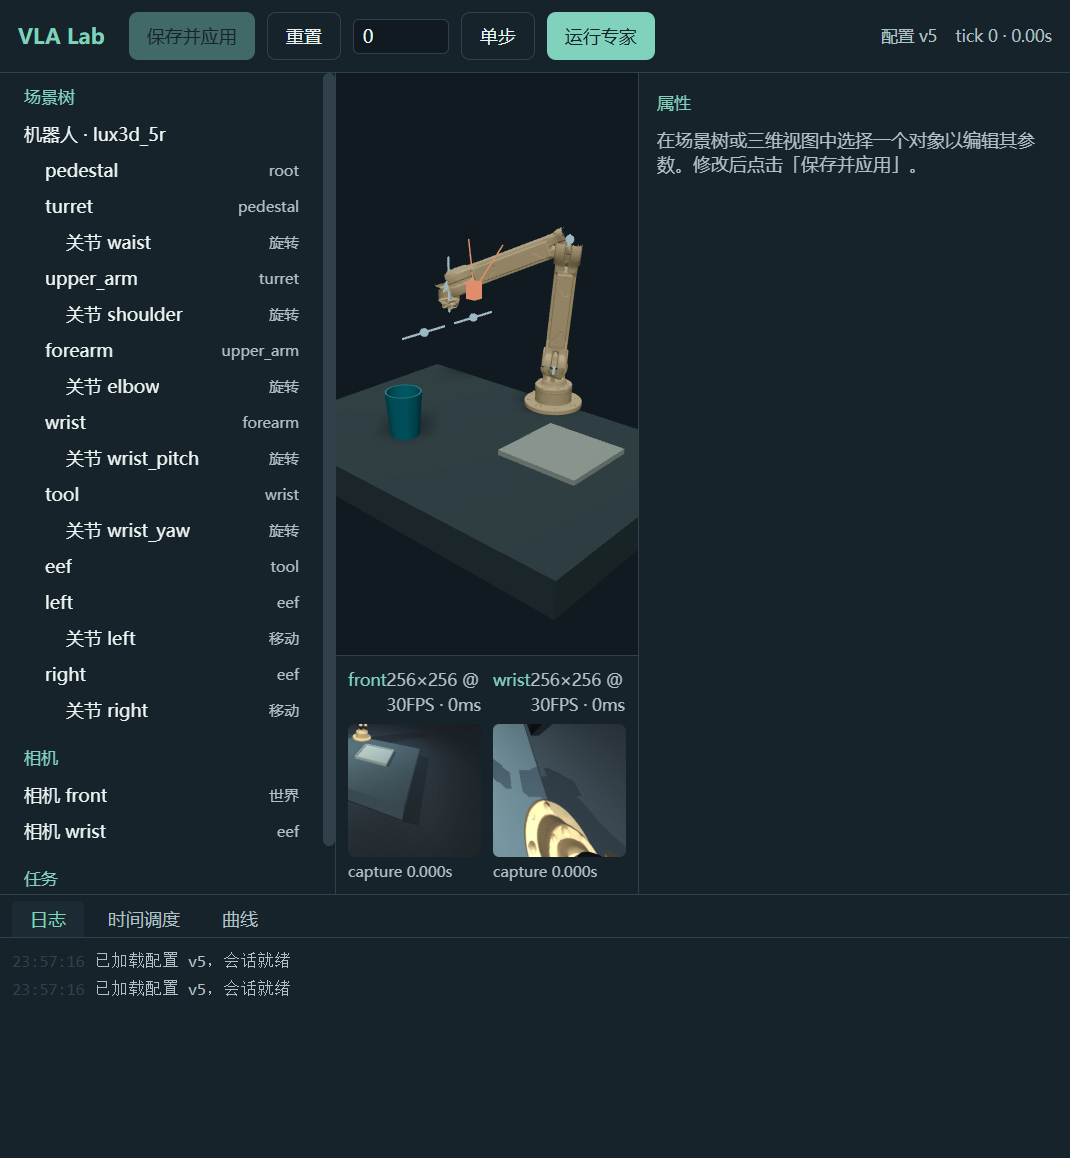 VLA Lab 保存并应用 重置 0 单步 运行专家 配置 v5 tick 0 · 0.00s
场景树
机器人 · lux3d_5r
pedestal root
turret pedestal
关节 waist 旋转
upper_arm turret
关节 shoulder 旋转
forearm upper_arm
关节 elbow 旋转
wrist forearm
关节 wrist_pitch 旋转
tool wrist
关节 wrist_yaw 旋转
eef tool
left eef
关节 left 移动
right eef
关节 right 移动
相机
相机 front 世界
相机 wrist eef
任务
front 256×256 @
30FPS · 0ms
capture 0.000s
wrist 256×256 @
30FPS · 0ms
capture 0.000s
属性
在场景树或三维视图中选择一个对象以编辑其参
数。修改后点击「保存并应用」。
日志 时间调度 曲线
23:57:16 已加载配置 v5，会话就绪
23:57:16 已加载配置 v5，会话就绪